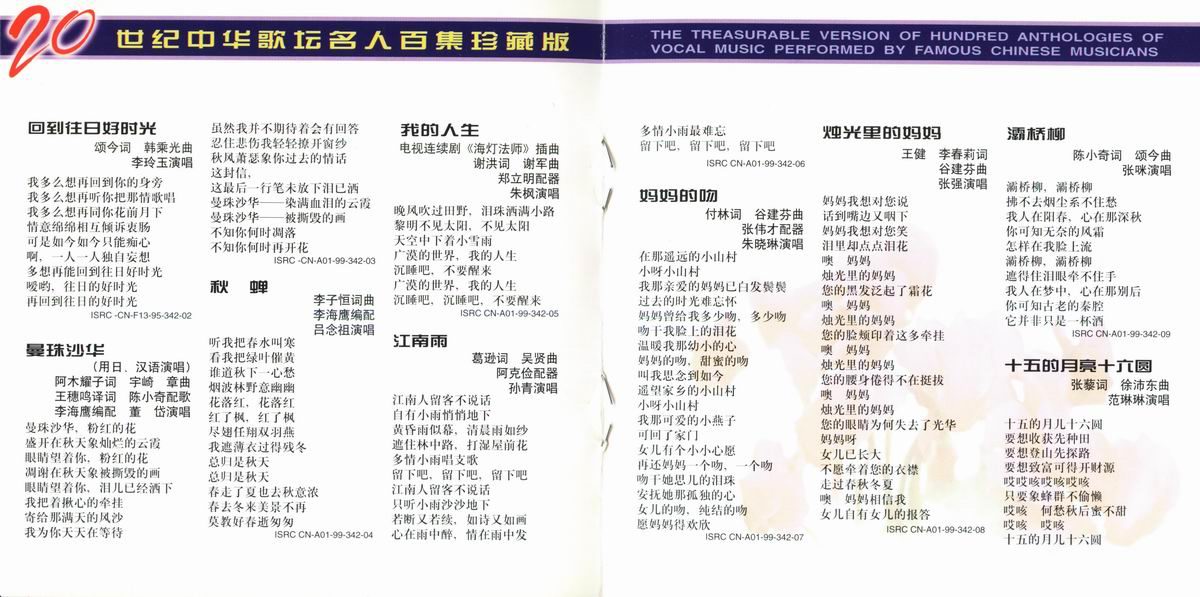 20世纪中华歌坛名人百集珍藏版
THE TREASURABLE VERSION OF HUNDRED ANTHOLOGIES OF
VOCAL MUSIC PERFORMED BY FAMOUS CHINESE MUSICIANS
回到往日好时光
颂今词 韩乘光曲
李玲玉演唱
我多么想再回到你的身旁
我多么想再听你把那情歌唱
我多么想再同你花前月下
情意绵绵相互倾诉衷肠
可是如今如今只能痴心
啊，一人一人独自妄想
多想再能回到往日好时光
嗳哟，往日的好时光
再回到往日的好时光
ISRC -CN-F13-95-342-02
曼珠沙华
（用日、汉语演唱）
阿木耀子词 宇崎 章曲
王穗鸣译词 陈小奇配歌
李海鹰编配 董 岱演唱
曼珠沙华，粉红的花
盛开在秋天象灿烂的云霞
眼睛望着你，粉红的花
凋谢在秋天象被撕毁的画
眼睛望着你，泪儿已经洒下
我把着揪心的牵挂
寄给那满天的风沙
我为你天天在等待
虽然我并不期待着会有回答
忍住悲伤我轻轻撩开窗纱
秋风萧瑟象你过去的情话
这封信，
这最后一行笔未放下泪已洒
曼珠沙华——染满血泪的云霞
曼珠沙华——被撕毁的画
不知你何时凋落
不知你何时再开花
ISRC -CN-A01-99-342-03
秋 蝉
李子恒词曲
李海鹰编配
吕念祖演唱
听我把春水叫寒
看我把绿叶催黄
谁道秋下一心愁
烟波林野意幽幽
花落红，花落红
红了枫，红了枫
尽翅任翔双羽燕
我遮薄衣过得残冬
总归是秋天
总归是秋天
春走了夏也去秋意浓
春去冬来美景不再
莫教好春逝匆匆
ISRC CN-A01-99-342-04
我的人生
电视连续剧《海灯法师》插曲
谢洪词 谢军曲
郑立明配器
朱枫演唱
晚风吹过田野，泪珠洒满小路
黎明不见太阳，不见太阳
天空中下着小雪雨
广漠的世界，我的人生
沉睡吧，不要醒来
广漠的世界，我的人生
沉睡吧，沉睡吧，不要醒来
ISRC CN-A01-99-342-05
江南雨
葛逊词 吴贤曲
阿克俭配器
孙青演唱
江南人留客不说话
自有小雨悄悄地下
黄昏雨似幕，清晨雨如纱
遮住林中路，打湿屋前花
多情小雨唱支歌
留下吧，留下吧，留下吧
江南人留客不说话
只听小雨沙沙地下
若断又若续，如诗又如画
心在雨中醉，情在雨中发
多情小雨最难忘
留下吧，留下吧，留下吧
ISRC CN-A01-99-342-06
妈妈的吻
付林词 谷建芬曲
张伟才配器
朱晓琳演唱
在那遥远的小山村
小呀小山村
我那亲爱的妈妈已白发鬓鬓
过去的时光难忘怀
妈妈曾给我多少吻，多少吻
吻干我脸上的泪花
温暖我那幼小的心
妈妈的吻，甜蜜的吻
叫我思念到如今
遥望家乡的小山村
小呀小山村
我那可爱的小燕子
可回了家门
女儿有个小小心愿
再还妈妈一个吻，一个吻
吻干她思儿的泪珠
安抚她那孤独的心
女儿的吻，纯结的吻
愿妈妈得欢欣
ISRC CN-A01-99-342-07
烛光里的妈妈
王健 李春莉词
谷建芬曲
张强演唱
妈妈我想对您说
话到嘴边又咽下
妈妈我想对您笑
泪里却点点泪花
噢 妈妈
烛光里的妈妈
您的黑发泛起了霜花
噢 妈妈
烛光里的妈妈
您的脸颊印着这多牵挂
噢 妈妈
烛光里的妈妈
您的腰身倦得不在挺拔
噢 妈妈
烛光里的妈妈
您的眼睛为何失去了光华
妈妈呀
女儿已长大
不愿牵着您的衣襟
走过春秋冬夏
噢 妈妈相信我
女儿自有女儿的报答
ISRC CN-A01-99-342-08
灞桥柳
陈小奇词 颂今曲
张咪演唱
灞桥柳，灞桥柳
拂不去烟尘系不住愁
我人在阳春，心在那深秋
你可知无奈的风霜
怎样在我脸上流
灞桥柳，灞桥柳
遮得住泪眼牵不住手
我人在梦中，心在那别后
你可知古老的秦腔
它并非只是一杯酒
ISRC CN-A01-99-342-09
十五的月亮十六圆
张藜词 徐沛东曲
范琳琳演唱
十五的月儿十六圆
要想收获先种田
要想登山先探路
要想致富可得开财源
哎哎咳哎咳哎咳
只要象蜂群不偷懒
哎咳 何愁秋后蜜不甜
哎咳 哎咳
十五的月儿十六圆